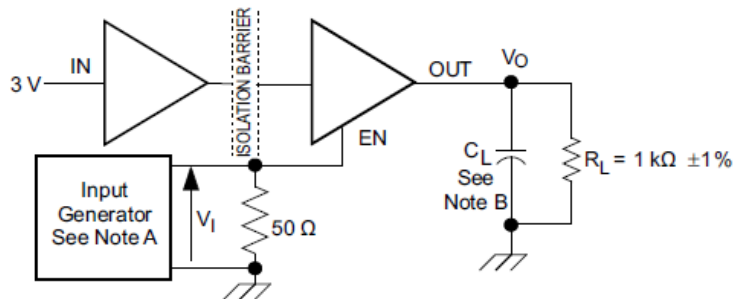 3 V
IN
ISOLATION BARRIER
OUT
VO
EN
CL
See
Note B
RL = 1 kΩ ±1%
Input
Generator
See Note A
VI
50 Ω